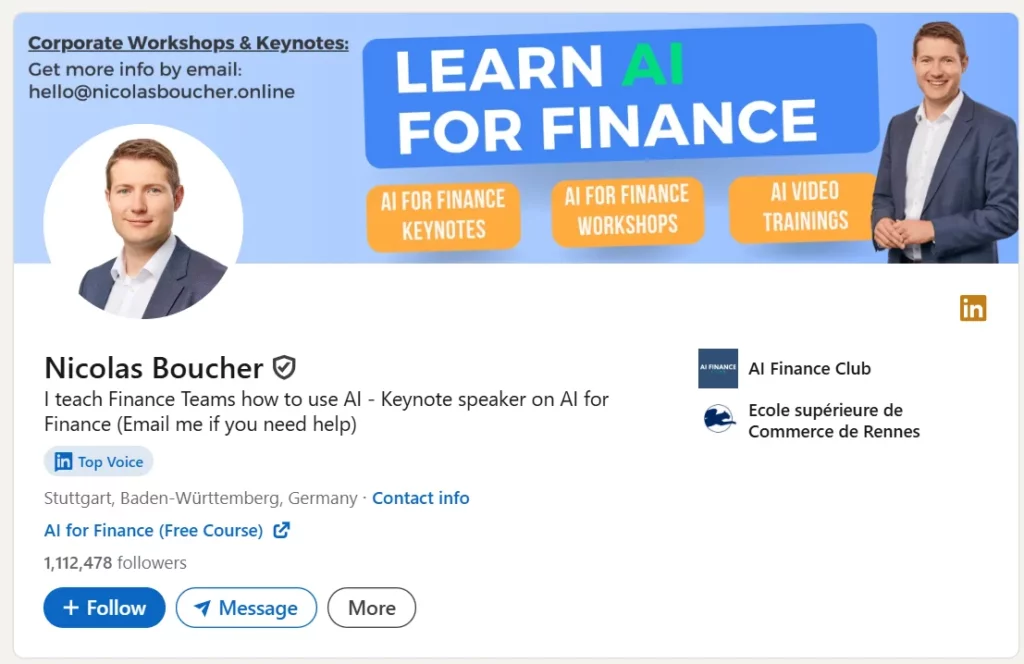 Corporate Workshops & Keynotes:
Get more info by email:
hello@nicolasboucher.online
LEARN AI
FOR FINANCE
AI FOR FINANCE
KEYNOTES
AI FOR FINANCE
WORKSHOPS
AI VIDEO
TRAININGS
in
Nicolas Boucher
I teach Finance Teams how to use AI - Keynote speaker on AI for
Finance (Email me if you need help)
in Top Voice
Stuttgart, Baden-Württemberg, Germany · Contact info
AI for Finance (Free Course)
1,112,478 followers
+ Follow
Message
More
AI FINANCE
AI Finance Club
Ecole supérieure de
Commerce de Rennes